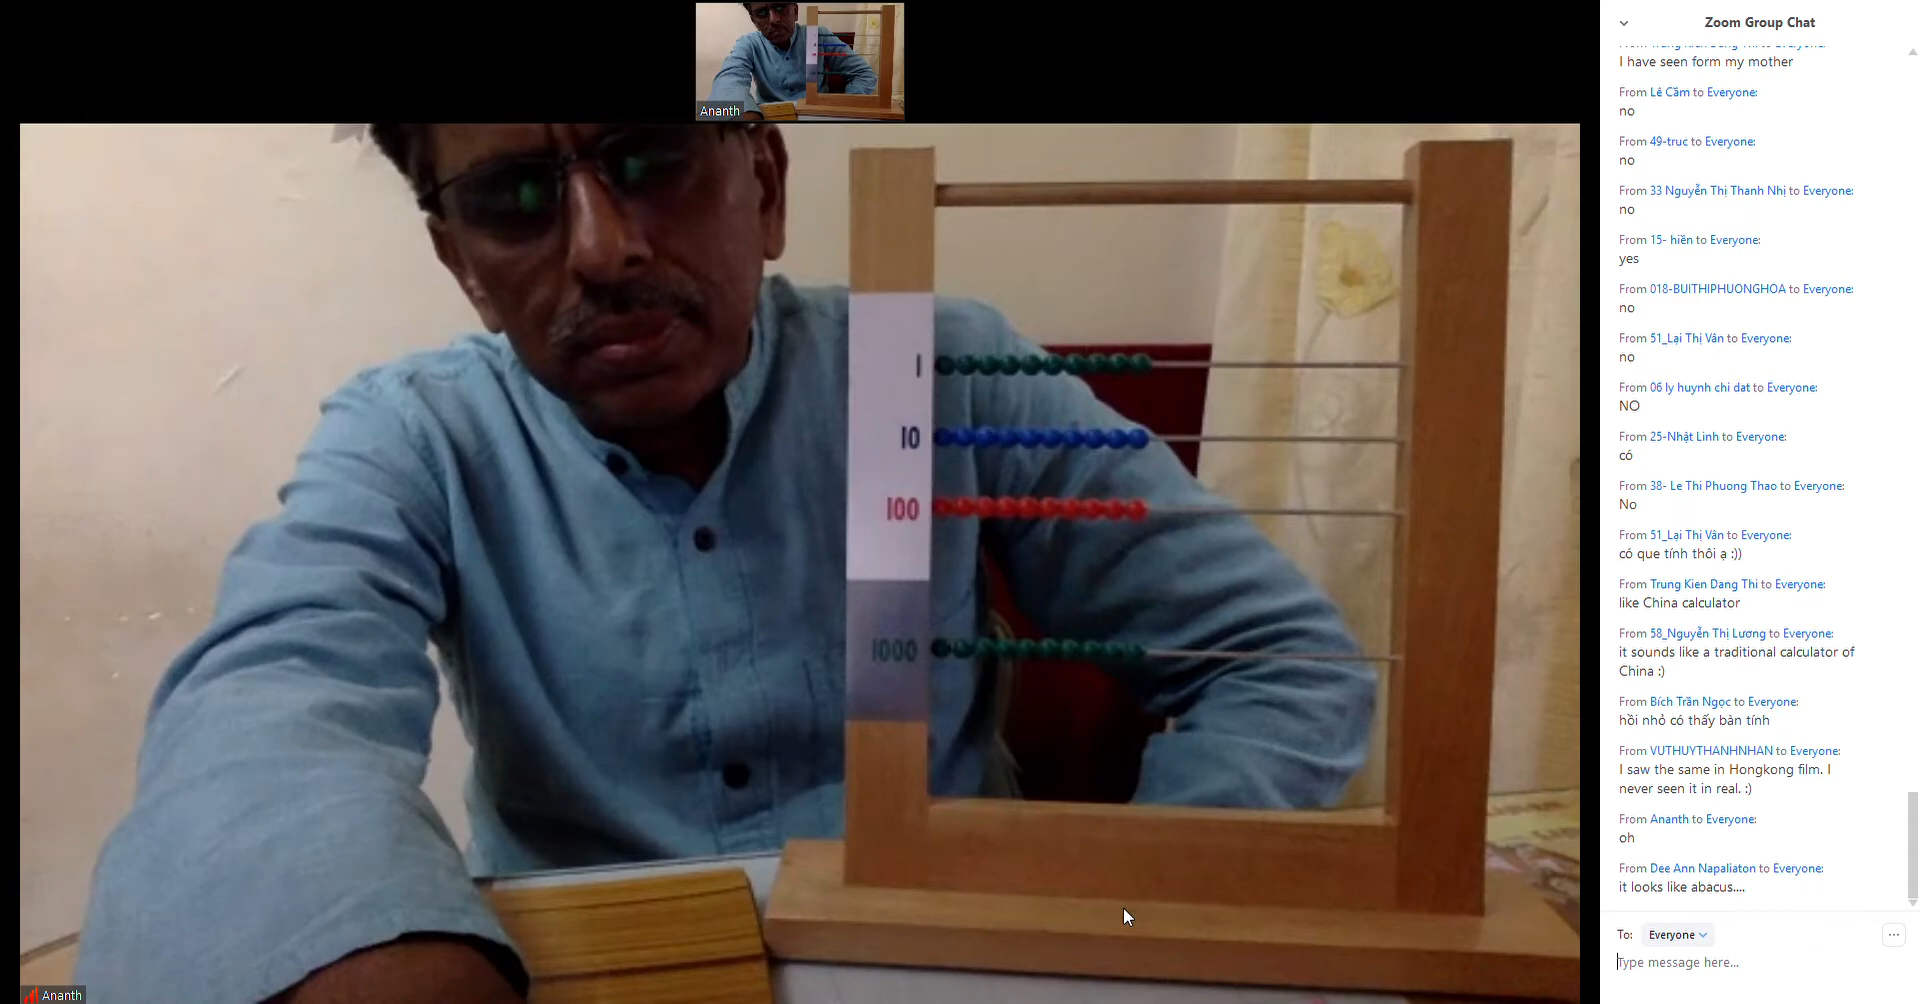 Ananth
1
10
100
1000
Ananth
Zoom Group Chat
I have seen form my mother
From Lê Cầm to Everyone:
no
From 49-truc to Everyone:
no
From 33 Nguyễn Thị Thanh Nhị to Everyone:
no
From 15- hiền to Everyone:
yes
From 018-BUITHIPHUONGHOA to Everyone:
no
From 51_Lại Thị Vân to Everyone:
no
From 06 ly huynh chi dat to Everyone:
NO
From 25-Nhật Linh to Everyone:
có
From 38- Le Thi Phuong Thao to Everyone:
No
From 51_Lại Thị Vân to Everyone:
có que tính thôi ạ :))
From Trung Kien Dang Thi to Everyone:
like China calculator
From 58_Nguyễn Thị Lương to Everyone:
it sounds like a traditional calculator of
China :)
From Bích Trần Ngọc to Everyone:
hồi nhỏ có thấy bàn tính
From VUTHUYTHANHNHAN to Everyone:
I saw the same in Hongkong film. I
never seen it in real. :)
From Ananth to Everyone:
oh
From Dee Ann Napaliaton to Everyone:
it looks like abacus....
To: Everyone
Type message here...